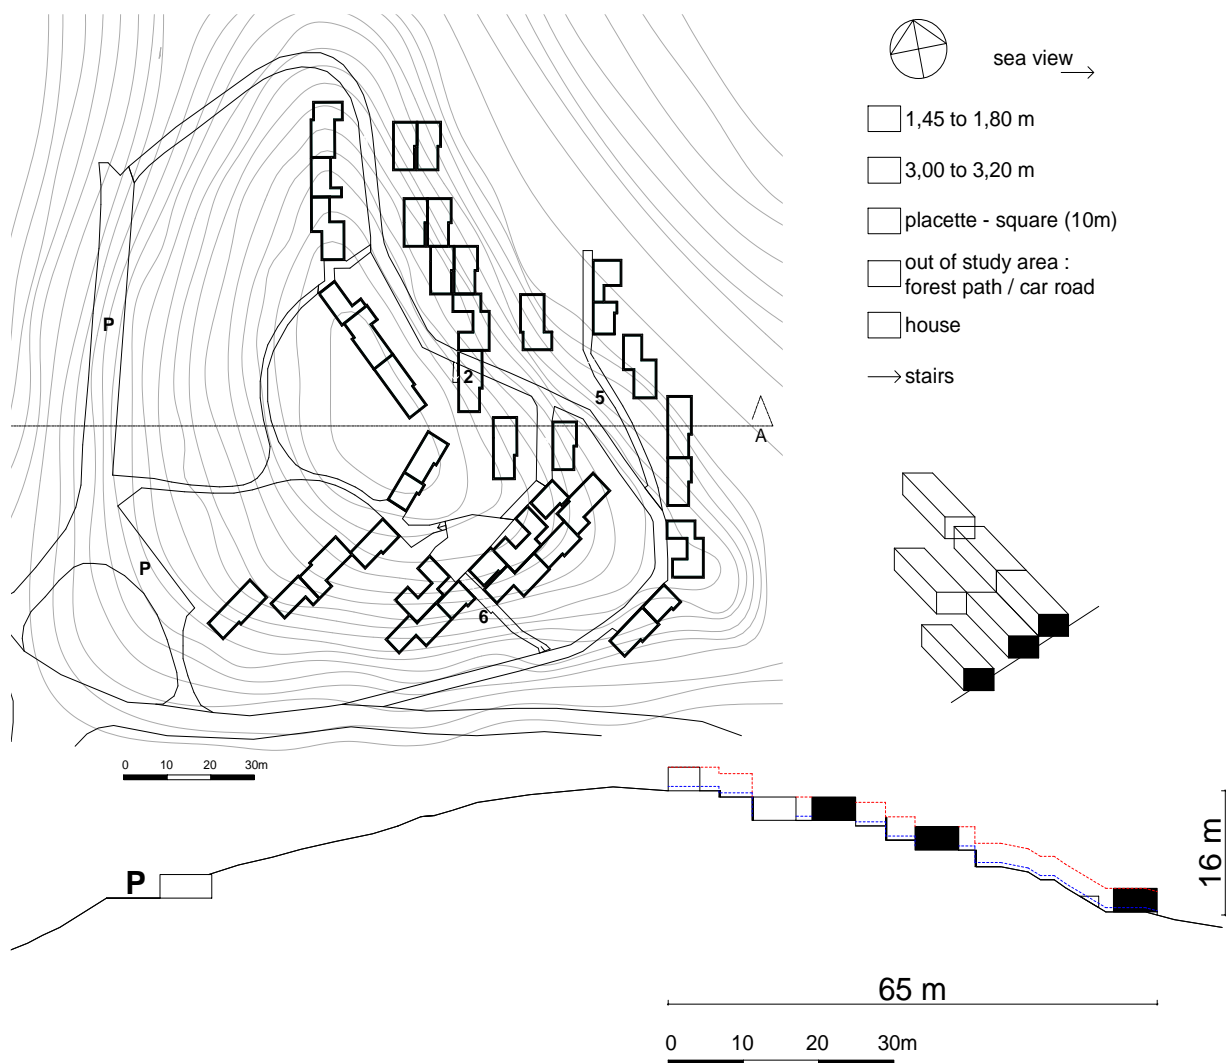 sea view
1,45 to 1,80 m
3,00 to 3,20 m
placette - square (10m)
out of study area :
forest path / car road
house
stairs
P
2
5
A
P
6
0 10 20 30m
P
16 m
65 m
0 10 20 30m